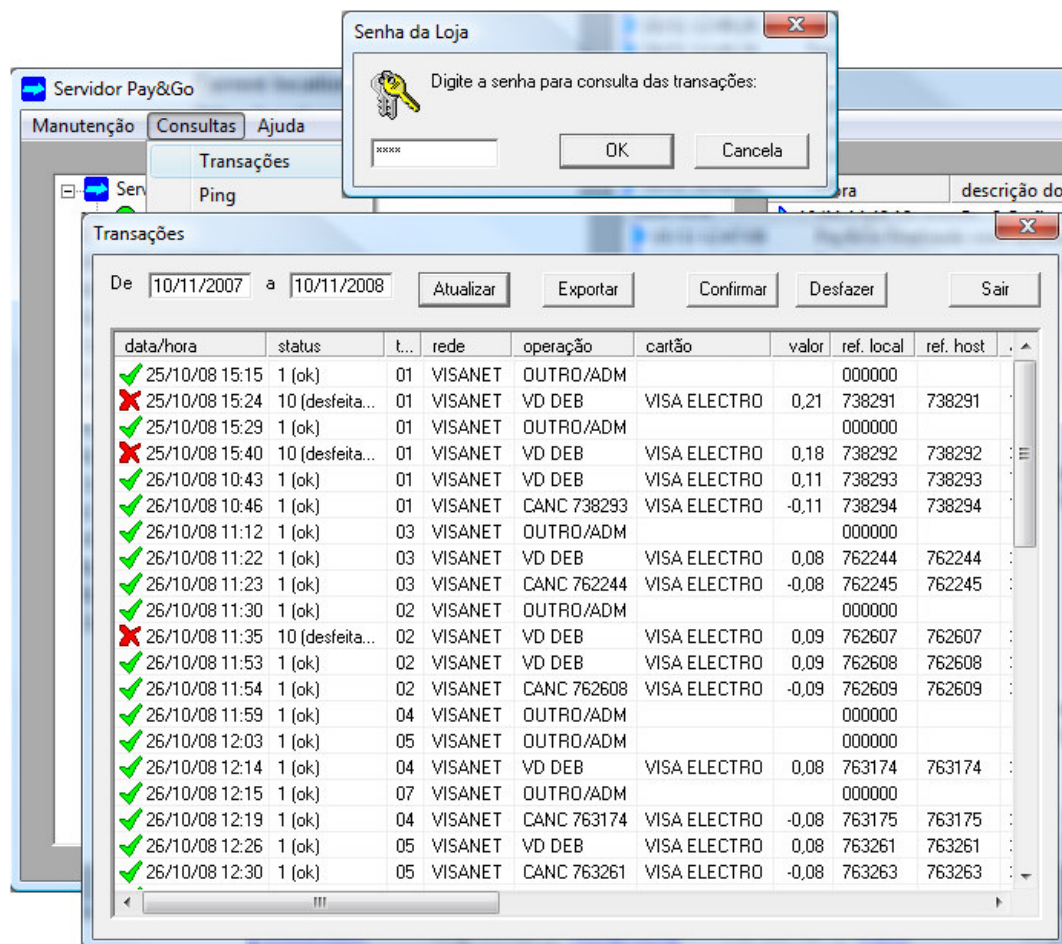 Senha da Loja
Digite a senha para consulta das transações:
xxxx
OK
Cancela
Servidor Pay&Go
Manutenção Consultas Ajuda
Transações
Ping
descrição do
Transações
De 10/11/2007 a 10/11/2008 Atualizar Exportar Confirmar Desfazer Sair
data/hora status t... rede operação cartão valor ref. local ref. host
25/10/08 15:15 1 (ok) 01 VISANET OUTRO/ADM 000000
25/10/08 15:24 10 (desfeita... 01 VISANET VD DEB VISA ELECTRO 0,21 738291 738291
25/10/08 15:29 1 (ok) 01 VISANET OUTRO/ADM 000000
25/10/08 15:40 10 (desfeita... 01 VISANET VD DEB VISA ELECTRO 0,18 738292 738292
26/10/08 10:43 1 (ok) 01 VISANET VD DEB VISA ELECTRO 0,11 738293 738293
26/10/08 10:46 1 (ok) 01 VISANET CANC 738293 VISA ELECTRO -0,11 738294 738294
26/10/08 11:12 1 (ok) 03 VISANET OUTRO/ADM 000000
26/10/08 11:22 1 (ok) 03 VISANET VD DEB VISA ELECTRO 0,08 762244 762244
26/10/08 11:23 1 (ok) 03 VISANET CANC 762244 VISA ELECTRO -0,08 762245 762245
26/10/08 11:30 1 (ok) 02 VISANET OUTRO/ADM 000000
26/10/08 11:35 10 (desfeita... 02 VISANET VD DEB VISA ELECTRO 0,09 762607 762607
26/10/08 11:53 1 (ok) 02 VISANET VD DEB VISA ELECTRO 0,09 762608 762608
26/10/08 11:54 1 (ok) 02 VISANET CANC 762608 VISA ELECTRO -0,09 762609 762609
26/10/08 11:59 1 (ok) 04 VISANET OUTRO/ADM 000000
26/10/08 12:03 1 (ok) 05 VISANET OUTRO/ADM 000000
26/10/08 12:14 1 (ok) 04 VISANET VD DEB VISA ELECTRO 0,08 763174 763174
26/10/08 12:15 1 (ok) 07 VISANET OUTRO/ADM 000000
26/10/08 12:19 1 (ok) 04 VISANET CANC 763174 VISA ELECTRO -0,08 763175 763175
26/10/08 12:26 1 (ok) 05 VISANET VD DEB VISA ELECTRO 0,08 763261 763261
26/10/08 12:30 1 (ok) 05 VISANET CANC 763261 VISA ELECTRO -0,08 763263 763263